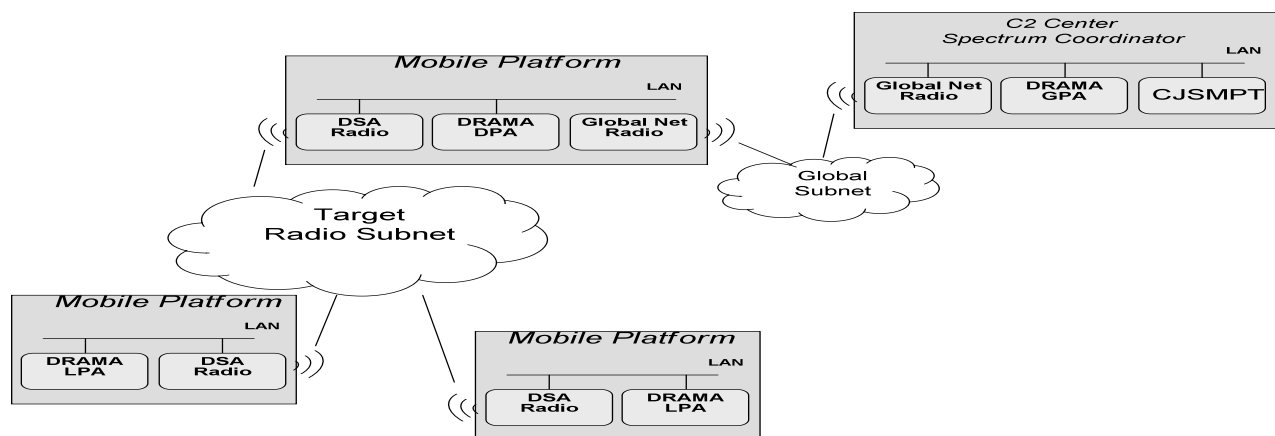 C2 Center
Spectrum Coordinator
LAN
Global Net
Radio
DRAMA
GPA
CJSMPT
Mobile Platform
LAN
DSA
Radio
DRAMA
DPA
Global Net
Radio
Global
Subnet
Target
Radio Subnet
Mobile Platform
LAN
DRAMA
LPA
DSA
Radio
Mobile Platform
LAN
DSA
Radio
DRAMA
LPA